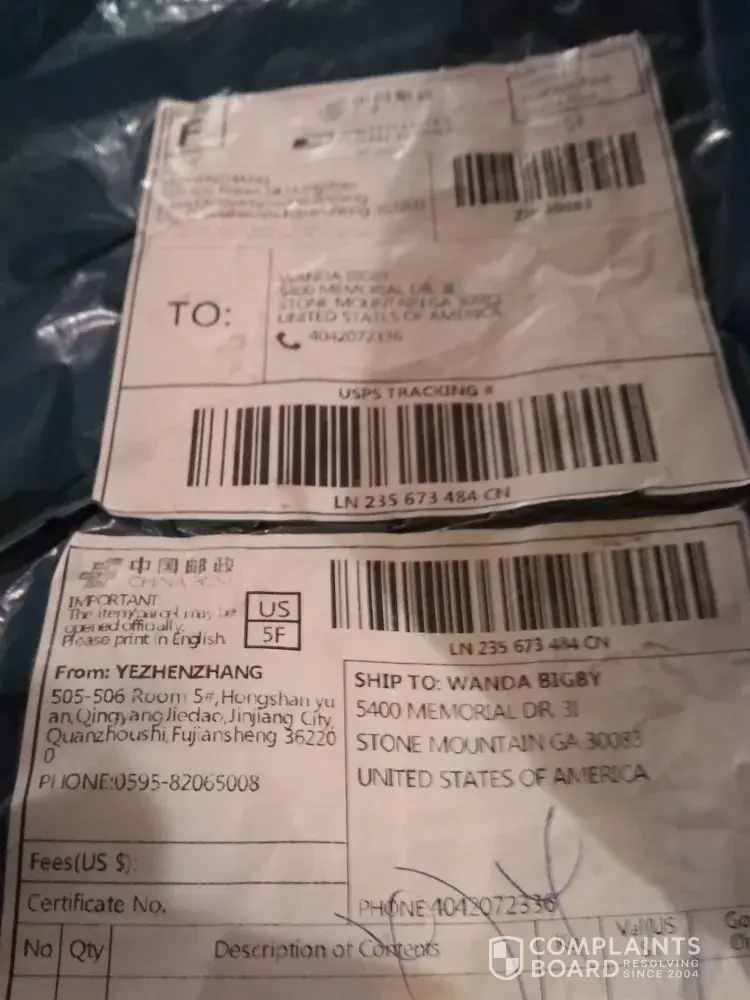 F
中国邮政
ZIP 30083
TO:
WANDA BIGBY
5400 MEMORIAL DR. 3I
STONE MOUNTAIN GA 30083
UNITED STATES OF AMERICA
4042072336
USPS TRACKING #
LN 235 673 484 CN
中国邮政
CHINA POST
IMPORTANT
The item/parcel may be
opened officially.
Please print in English
US
5F
LN 235 673 484 CN
From: YEZHENZHANG
505-506 Room 5#,Hongshan yu
an,Qingyang Jiedao,Jinjiang City,
Quanzhoushi,Fujiansheng 36220
0
PHONE:0595-82065008
SHIP TO: WANDA BIGBY
5400 MEMORIAL DR. 3I
STONE MOUNTAIN GA 30083
UNITED STATES OF AMERICA
PHONE:4042072336
Fees(US $):
Certificate No.
No Qty Description of Contents Val(US
COMPLAINTS
BOARD RESOLVING
SINCE 2004